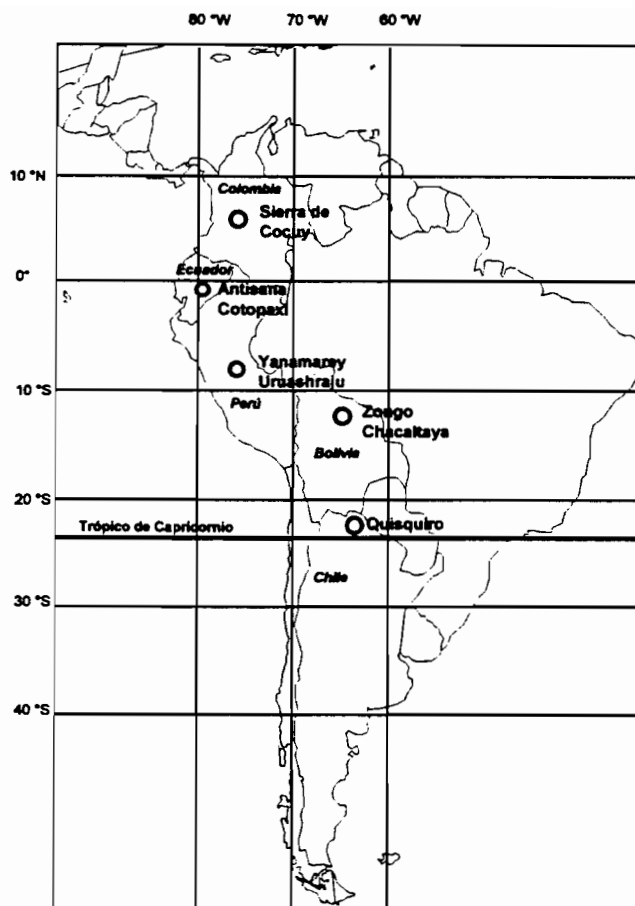 80 °W 70 °W 60 °W
10 °N
Colombia
Sierra de
Cocuy
0°
Ecuador
Antisana
Cotopaxi
Yanamarey
Uruashraju
10 °S
Perú
Zongo
Chacaltaya
Bolivia
20 °S
Trópico de Capricornio
Quisquiro
Chile
30 °S
40 °S